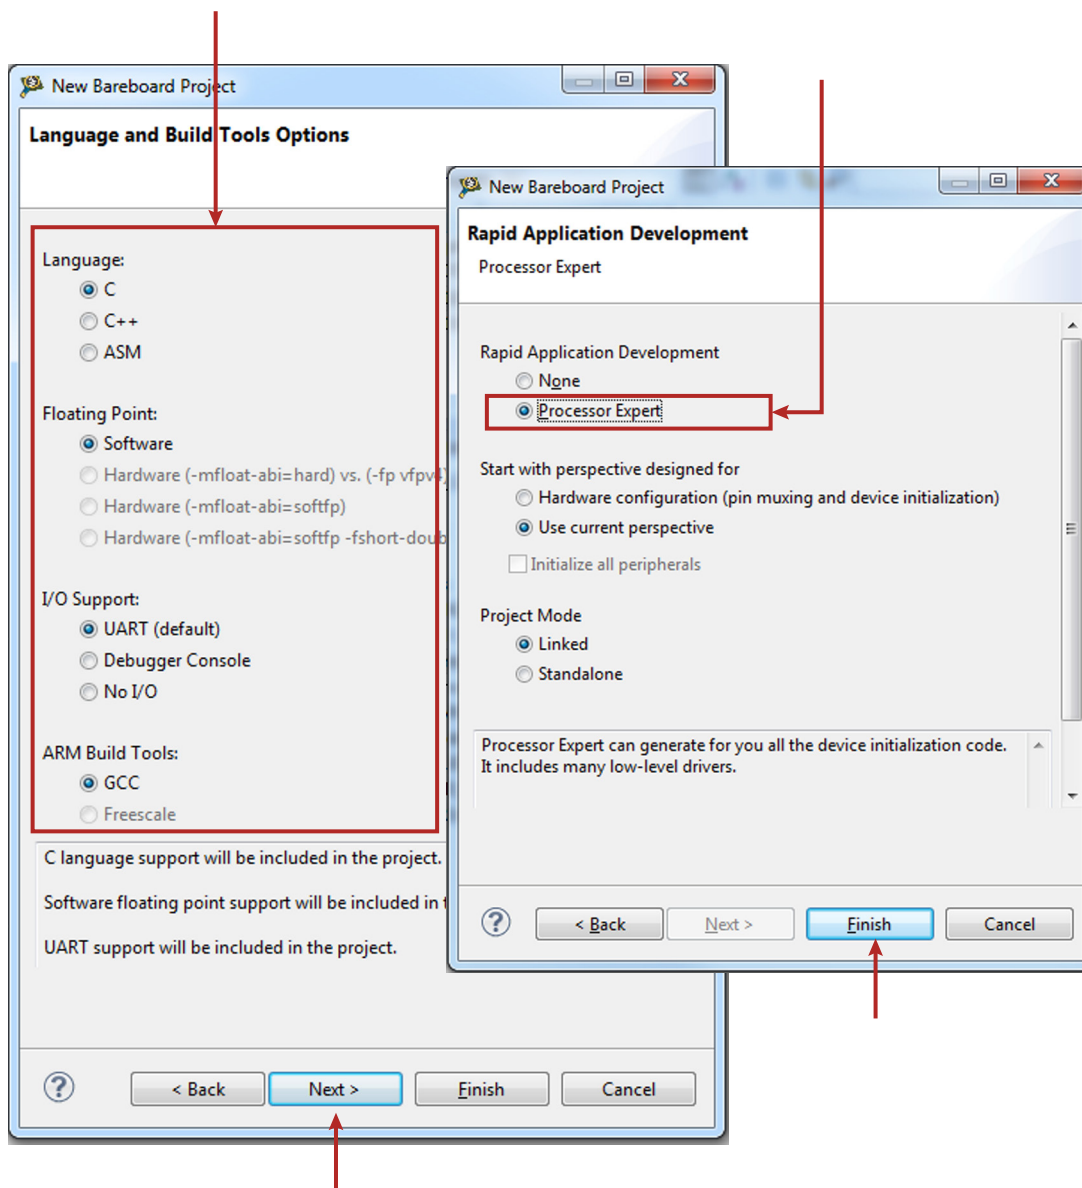 New Bareboard Project
Language and Build Tools Options
Language:
C
C++
ASM
Floating Point:
Software
Hardware (-mfloat-abi=hard) vs. (-fp vfpv4)
Hardware (-mfloat-abi=softfp)
Hardware (-mfloat-abi=softfp -fshort-doub
I/O Support:
UART (default)
Debugger Console
No I/O
ARM Build Tools:
GCC
Freescale
C language support will be included in the project.
Software floating point support will be included in
UART support will be included in the project.
< Back
Next >
Finish
Cancel
New Bareboard Project
Rapid Application Development
Processor Expert
Rapid Application Development
None
Processor Expert
Start with perspective designed for
Hardware configuration (pin muxing and device initialization)
Use current perspective
Initialize all peripherals
Project Mode
Linked
Standalone
Processor Expert can generate for you all the device initialization code.
It includes many low-level drivers.
< Back
Next >
Finish
Cancel